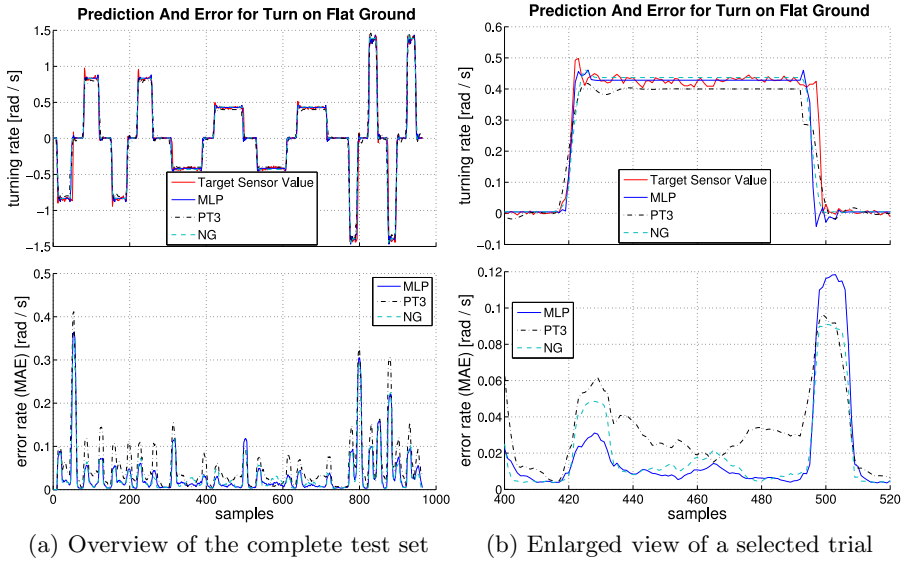 Prediction And Error for Turn on Flat Ground
turning rate [rad / s]
1.5
1
0.5
0
−0.5
−1
−1.5
Target Sensor Value
MLP
PT3
NG
error rate (MAE) [rad / s]
0.5
0.4
0.3
0.2
0.1
0
MLP
PT3
NG
0
200
400
600
800
1000
samples
(a) Overview of the complete test set
Prediction And Error for Turn on Flat Ground
turning rate [rad / s]
0.6
0.5
0.4
0.3
0.2
0.1
0
−0.1
Target Sensor Value
MLP
PT3
NG
error rate (MAE) [rad / s]
0.12
0.1
0.08
0.06
0.04
0.02
0
MLP
PT3
NG
400
420
440
460
480
500
520
samples
(b) Enlarged view of a selected trial